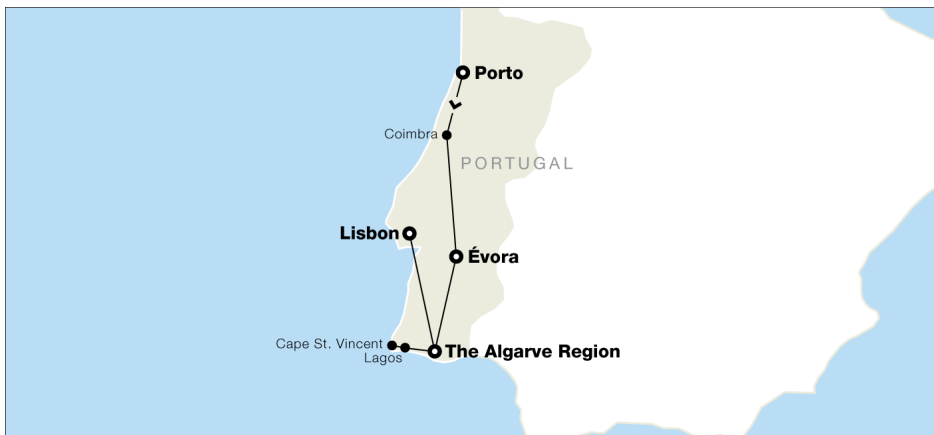 Porto
Coimbra
PORTUGAL
Lisbon
Évora
Cape St. Vincent
Lagos
The Algarve Region